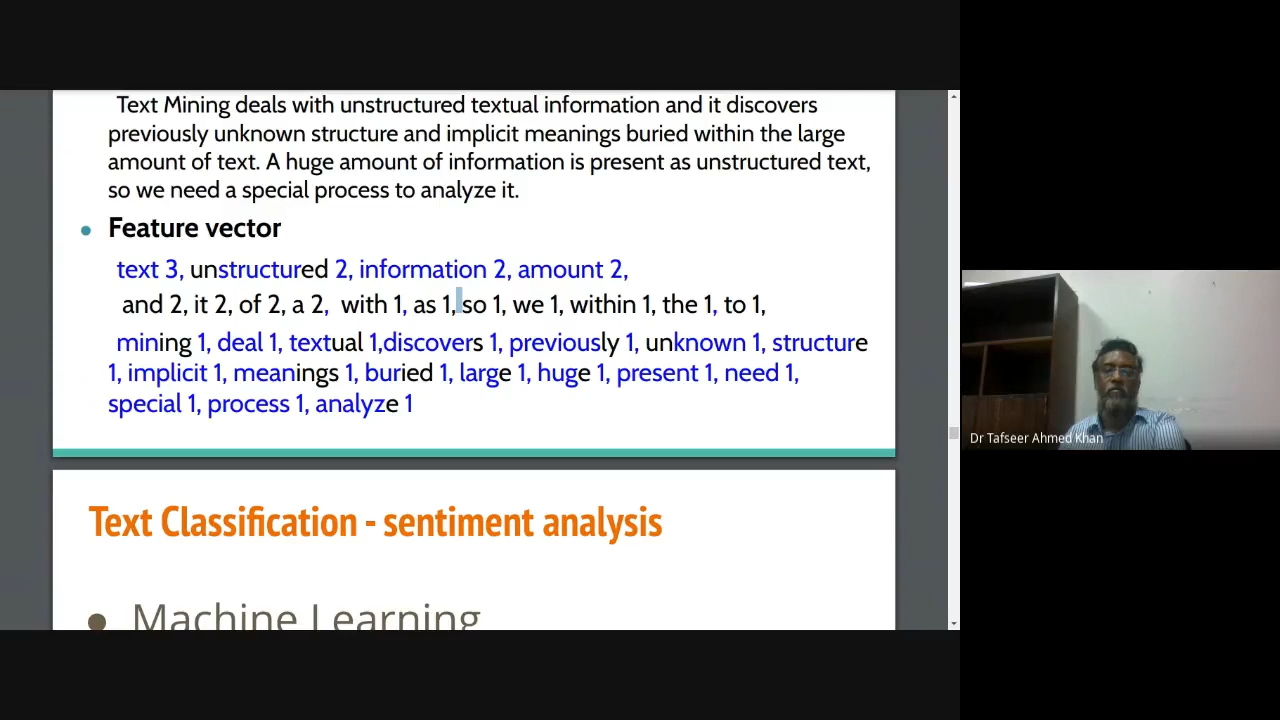 Text Mining deals with unstructured textual information and it discovers
previously unknown structure and implicit meanings buried within the large
amount of text. A huge amount of information is present as unstructured text,
so we need a special process to analyze it.
• Feature vector
text 3, unstructured 2, information 2, amount 2,
and 2, it 2, of 2, a 2, with 1, as 1, so 1, we 1, within 1, the 1, to 1,
mining 1, deal 1, textual 1,discovers 1, previously 1, unknown 1, structure
1, implicit 1, meanings 1, buried 1, large 1, huge 1, present 1, need 1,
special 1, process 1, analyze 1
Text Classification - sentiment analysis
• Machine Learning
Dr Tafseer Ahmed Khan